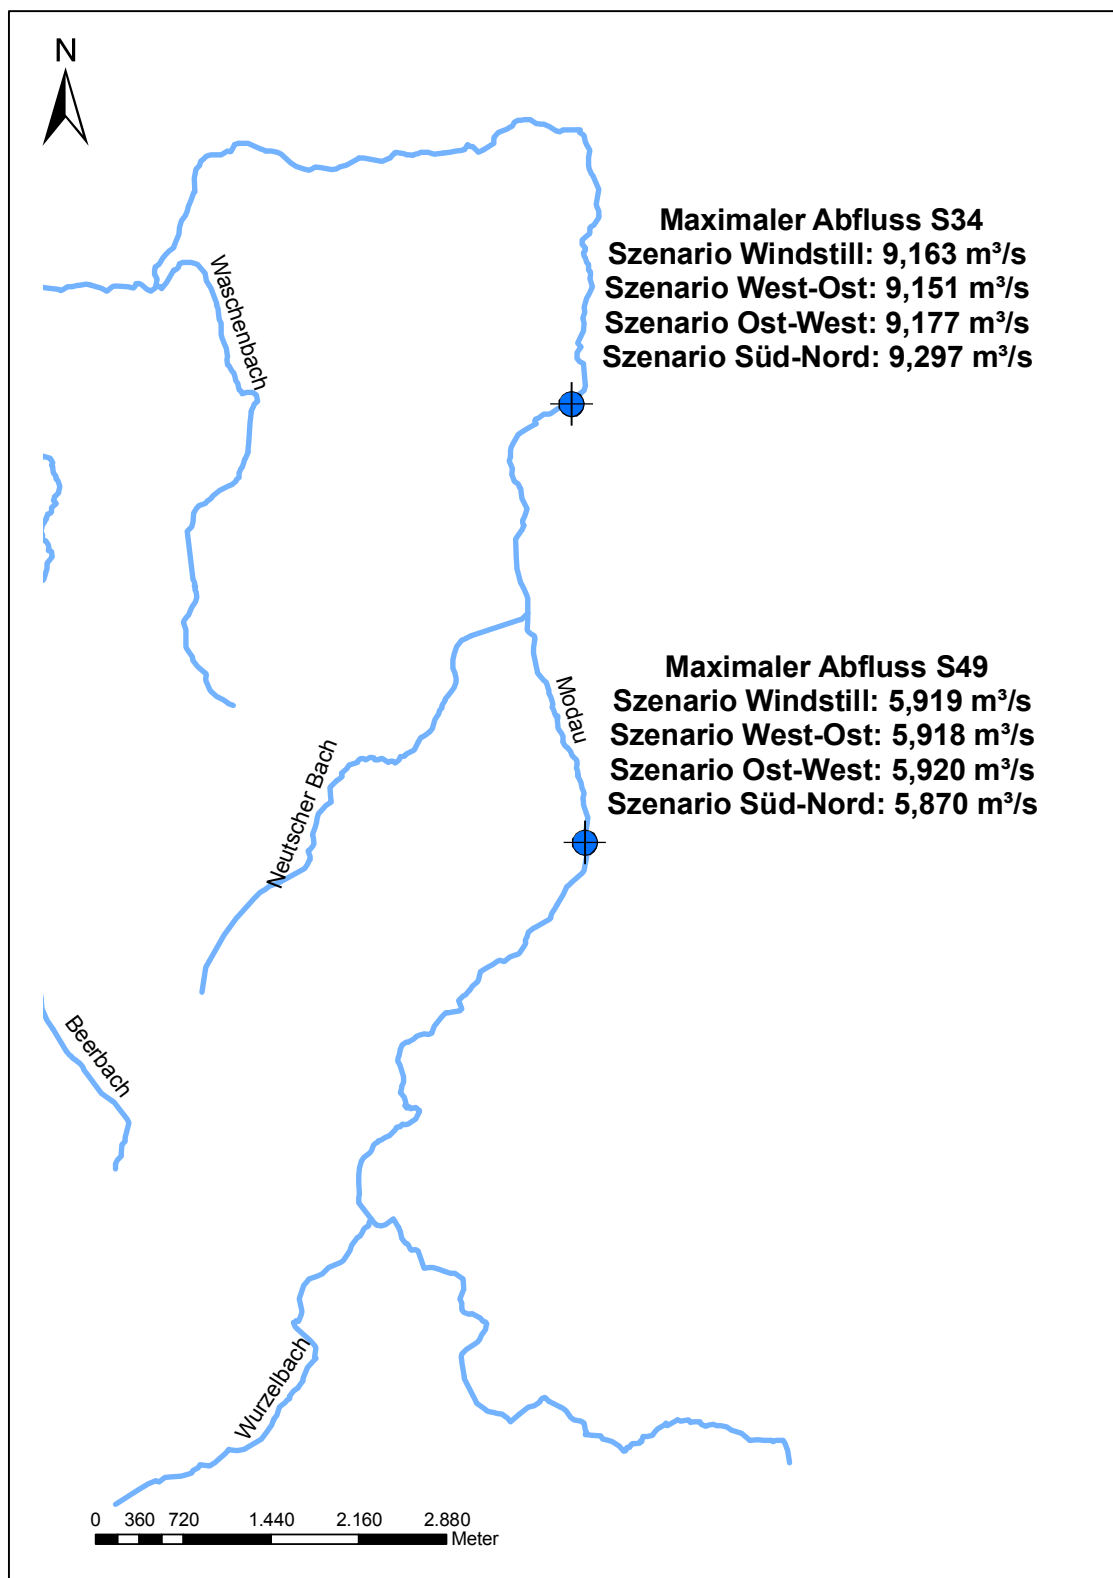 N
Maximaler Abfluss S34
Szenario Windstill: 9,163 m³/s
Szenario West-Ost: 9,151 m³/s
Szenario Ost-West: 9,177 m³/s
Szenario Süd-Nord: 9,297 m³/s
Waschenbach
Maximaler Abfluss S49
Szenario Windstill: 5,919 m³/s
Szenario West-Ost: 5,918 m³/s
Szenario Ost-West: 5,920 m³/s
Szenario Süd-Nord: 5,870 m³/s
Modau
Neutscher Bach
Beerbach
Wurzelbach
0 360 720 1.440 2.160 2.880
Meter